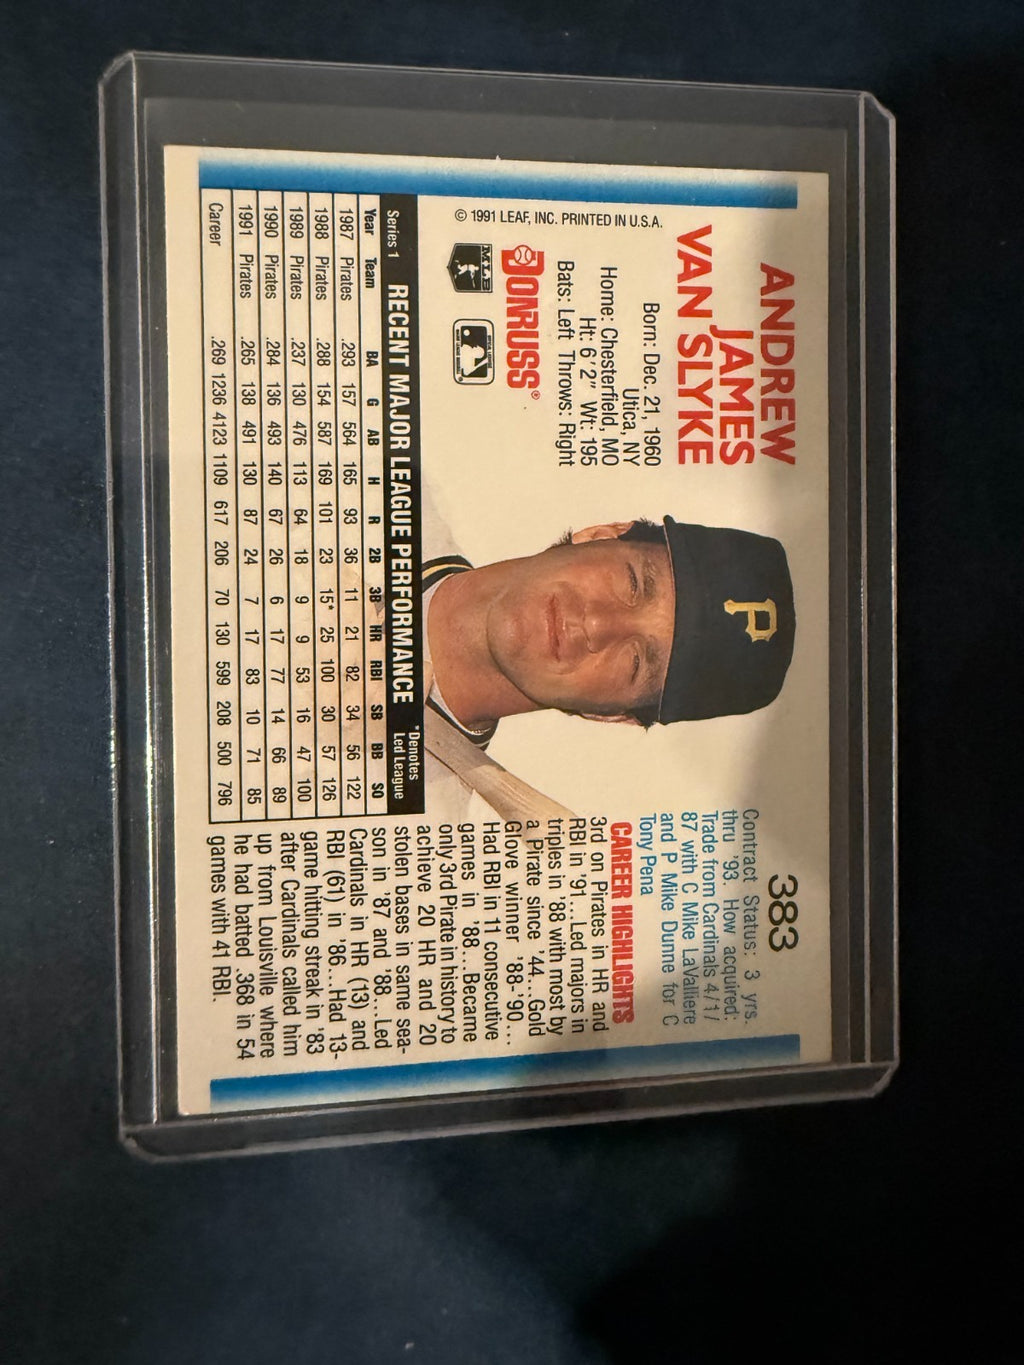 ANDREW
JAMES
VAN SLYKE
Born: Dec. 21, 1960
Utica, NY
Home: Chesterfield, MO
Ht: 6'2" Wt: 195
Bats: Left Throws: Right
DONRUSS®
© 1991 LEAF, INC. PRINTED IN U.S.A.
P
383
Contract Status: 3 yrs.
thru '93. How acquired:
Trade from Cardinals 4/1/
87 with C Mike LaValliere
and P Mike Dunne for C
Tony Pena
CAREER HIGHLIGHTS
3rd on Pirates in HR and
RBI in '91...Led majors in
triples in '88 with most by
a Pirate since '44... Gold
Glove winner '88-'90...
Had RBI in 11 consecutive
games in '88...Became
only 3rd Pirate in history to
achieve 20 HR and 20
stolen bases in same sea-
son in '87 and '88...Led
Cardinals in HR (13) and
RBI (61) in '86...Had 13-
game hitting streak in '83
after Cardinals called him
up from Louisville where
he had batted .368 in 54
games with 41 RBI.
Series 1 RECENT MAJOR LEAGUE PERFORMANCE *Denotes
Led League
Year Team BA G AB H R 2B 3B HR RBI SB BB SO
1987 Pirates .293 157 564 165 93 36 11 21 82 34 56 122
1988 Pirates .288 154 587 169 101 23 15* 25 100 30 57 126
1989 Pirates .237 130 476 113 64 18 9 9 53 16 47 100
1990 Pirates .284 136 493 140 67 26 6 17 77 14 66 89
1991 Pirates .265 138 491 130 87 24 7 17 83 10 71 85
Career .269 1236 4123 1109 617 206 70 130 599 208 500 796